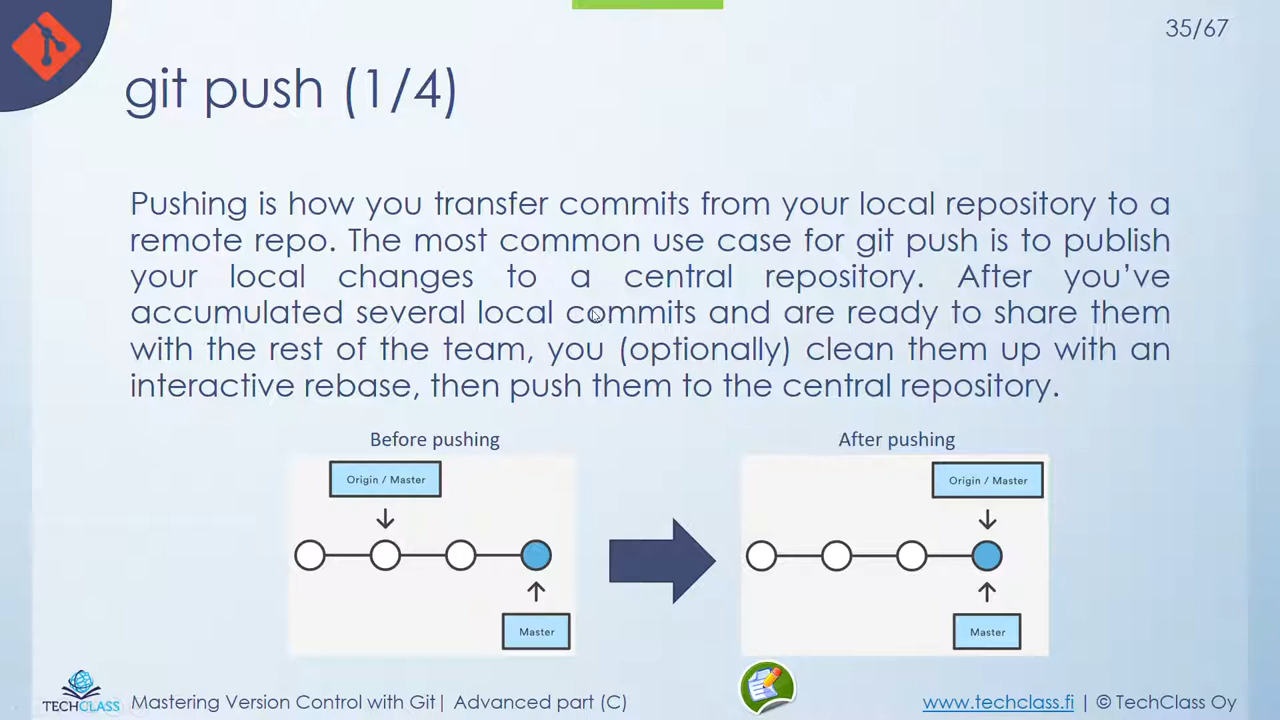 35/67
git push (1/4)
Pushing is how you transfer commits from your local repository to a
remote repo. The most common use case for git push is to publish
your local changes to a central repository. After you’ve
accumulated several local commits and are ready to share them
with the rest of the team, you (optionally) clean them up with an
interactive rebase, then push them to the central repository.
Before pushing
After pushing
Origin / Master
Origin / Master
Master
Master
TECHCLASS
Mastering Version Control with Git| Advanced part (C)
www.techclass.fi | © TechClass Oy